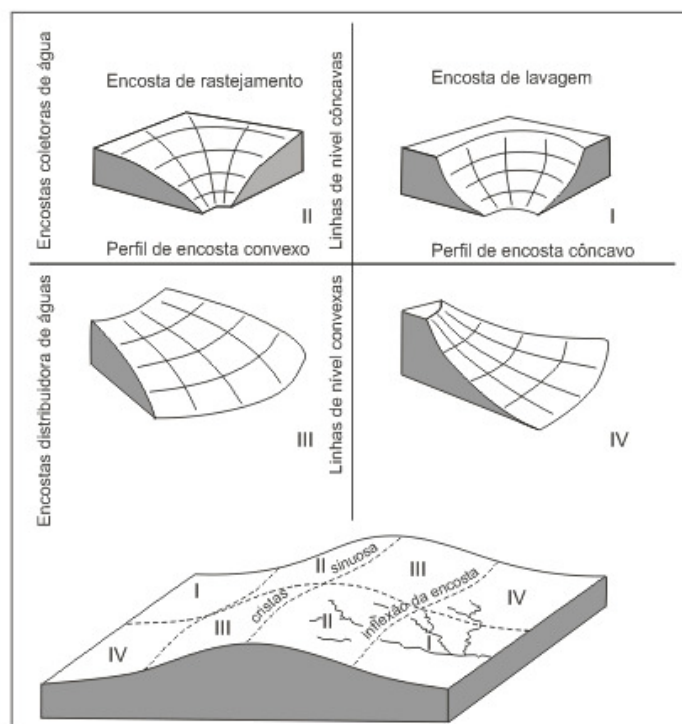 Encostas coletoras de água
Encosta de rastejamento
II
Perfil de encosta convexo
Linhas de nível côncavas
Encosta de lavagem
I
Perfil de encosta côncavo
Encostas distribuidora de águas
III
Linhas de nível convexas
IV
I
II
sinuosa
III
cristas
IV
III
II
inflexão da encosta
I
IV